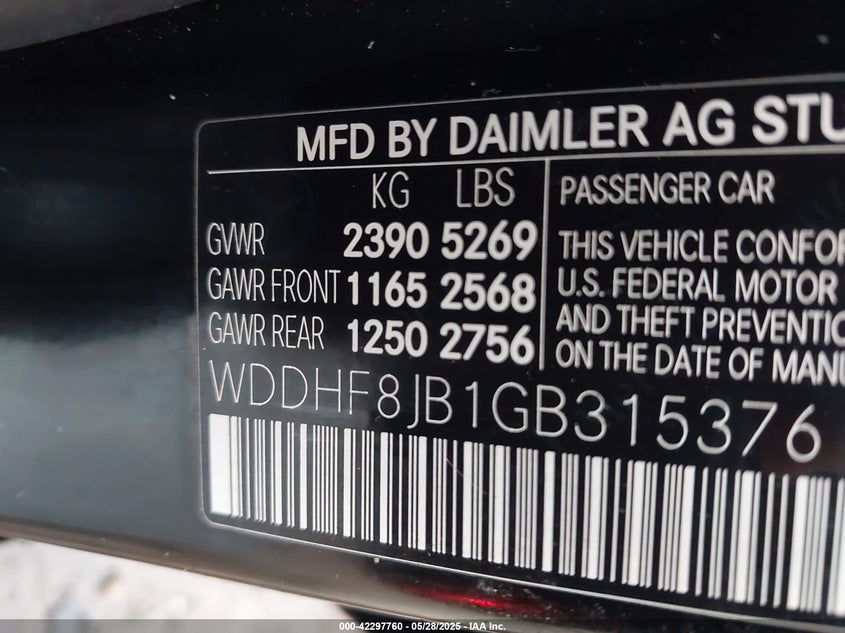 MFD BY DAIMLER AG STU
KG LBS
GVWR 2390 5269
GAWR FRONT 1165 2568
GAWR REAR 1250 2756
PASSENGER CAR
THIS VEHICLE CONFOR
U.S. FEDERAL MOTOR
AND THEFT PREVENTIO
ON THE DATE OF MANU
WDDHF8JB1GB315376
000-42297760 — 05/28/2025 — IAA Inc.